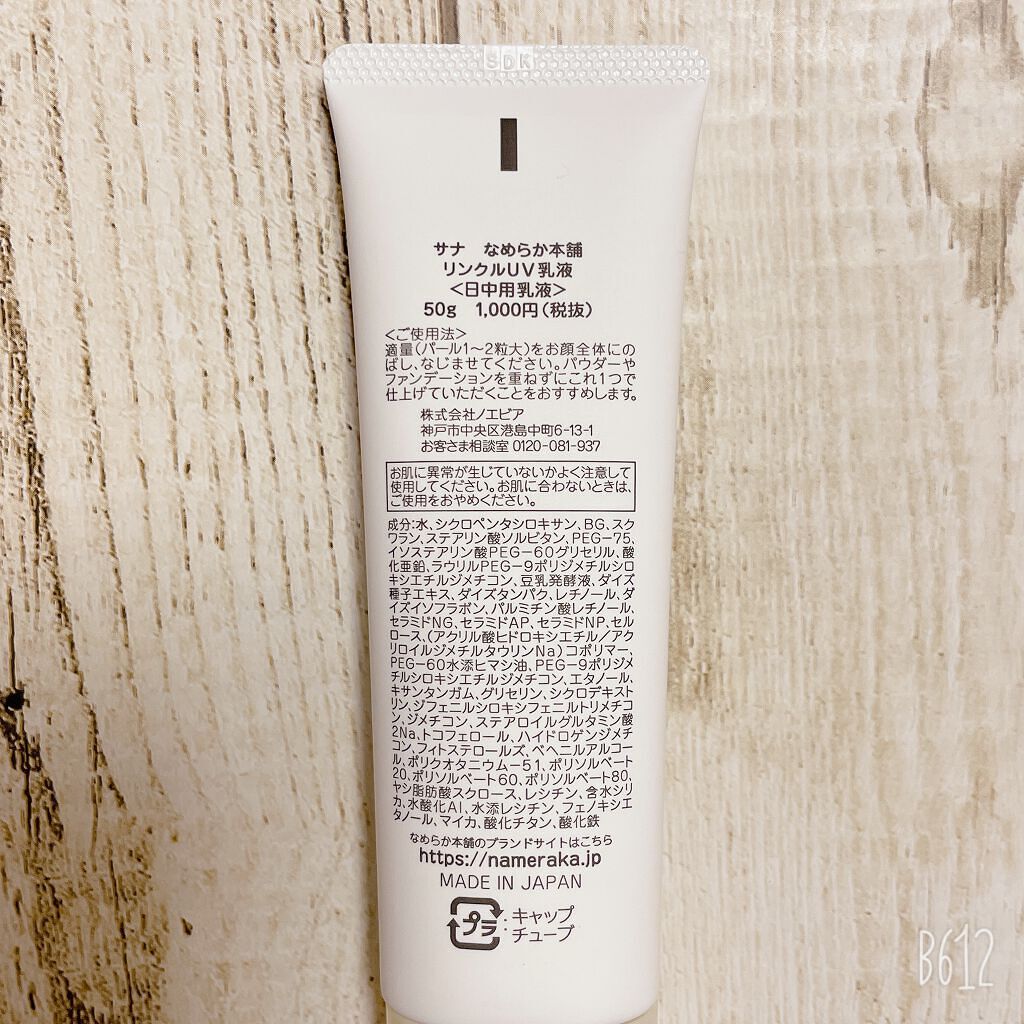 SDK
サナ なめらか本舗
リンクルUV乳液
<日中用乳液>
50g 1,000円(税抜)
<ご使用法>
適量(パール1〜2粒大)をお顔全体にの
ばし、なじませてください。パウダーや
ファンデーションを重ねずにこれ1つで
仕上げていただくことをおすすめします。
株式会社ノエビア
神戸市中央区港島中町6-13-1
お客さま相談室 0120-081-937
お肌に異常が生じていないかよく注意して
使用してください。お肌に合わないときは、
ご使用をおやめください。
成分:水、シクロペンタシロキサン、BG、スク
ワラン、ステアリン酸ソルビタン、PEG-75、
イソステアリン酸PEG-60グリセリル、酸
化亜鉛、ラウリルPEG-9ポリジメチルシロ
キシエチルジメチコン、豆乳発酵液、ダイズ
種子エキス、ダイズタンパク、レチノール、ダ
イズイソフラボン、パルミチン酸レチノール、
セラミドNG、セラミドAP、セラミドNP、セル
ロース、(アクリル酸ヒドロキシエチル/アク
リロイルジメチルタウリンNa)コポリマー、
PEG-60水添ヒマシ油、PEG-9ポリジメ
チルシロキシエチルジメチコン、エタノール、
キサンタンガム、グリセリン、シクロデキスト
リン、ジフェニルシロキシフェニルトリメチコ
ン、ジメチコン、ステアロイルグルタミン酸
2Na、トコフェロール、ハイドロゲンジメチ
コン、フィトステロールズ、ベヘニルアルコー
ル、ポリクオタニウム-51、ポリソルベート
20、ポリソルベート60、ポリソルベート80、
ヤシ脂肪酸スクロース、レシチン、含水シリ
カ、水酸化Al、水添レシチン、フェノキシエ
タノール、マイカ、酸化チタン、酸化鉄
なめらか本舗のブランドサイトはこちら
https://nameraka.jp
MADE IN JAPAN
プラ:キャップ
チューブ
B612